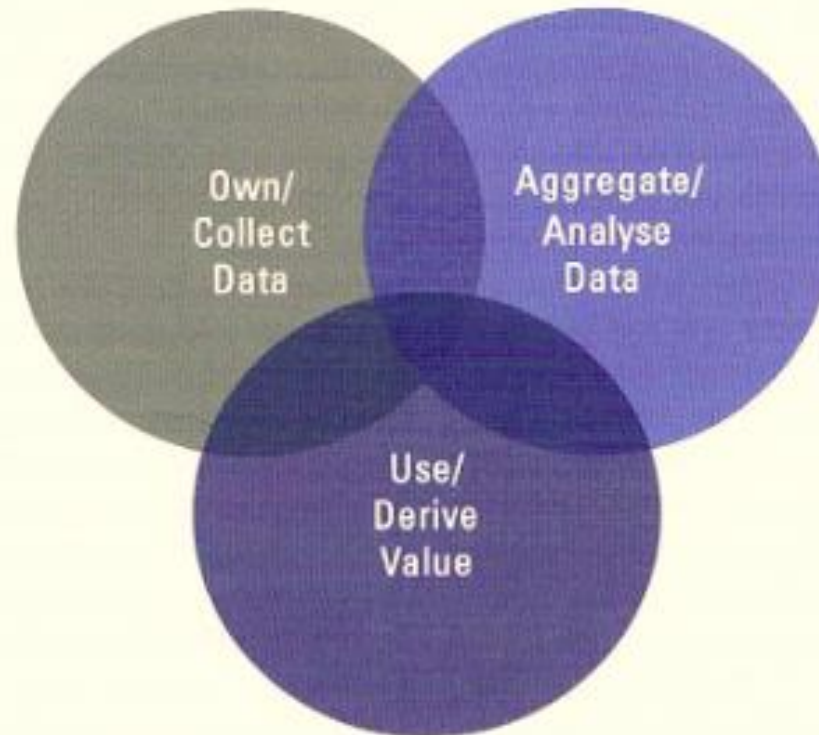 Own/
Collect
Data
Aggregate/
Analyse
Data
Use/
Derive
Value